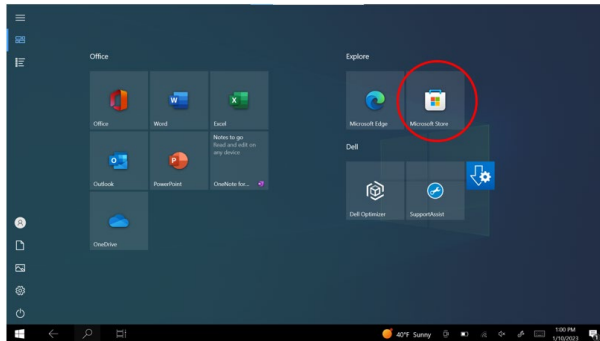 Office
Office
Word
Excel
Outlook
PowerPoint
Notes to go
Read and edit on
any device
OneNote for...
OneDrive
Explore
Microsoft Edge
Microsoft Store
Dell
Dell Optimizer
SupportAssist
40°F Sunny
1:00 PM
1/10/2023